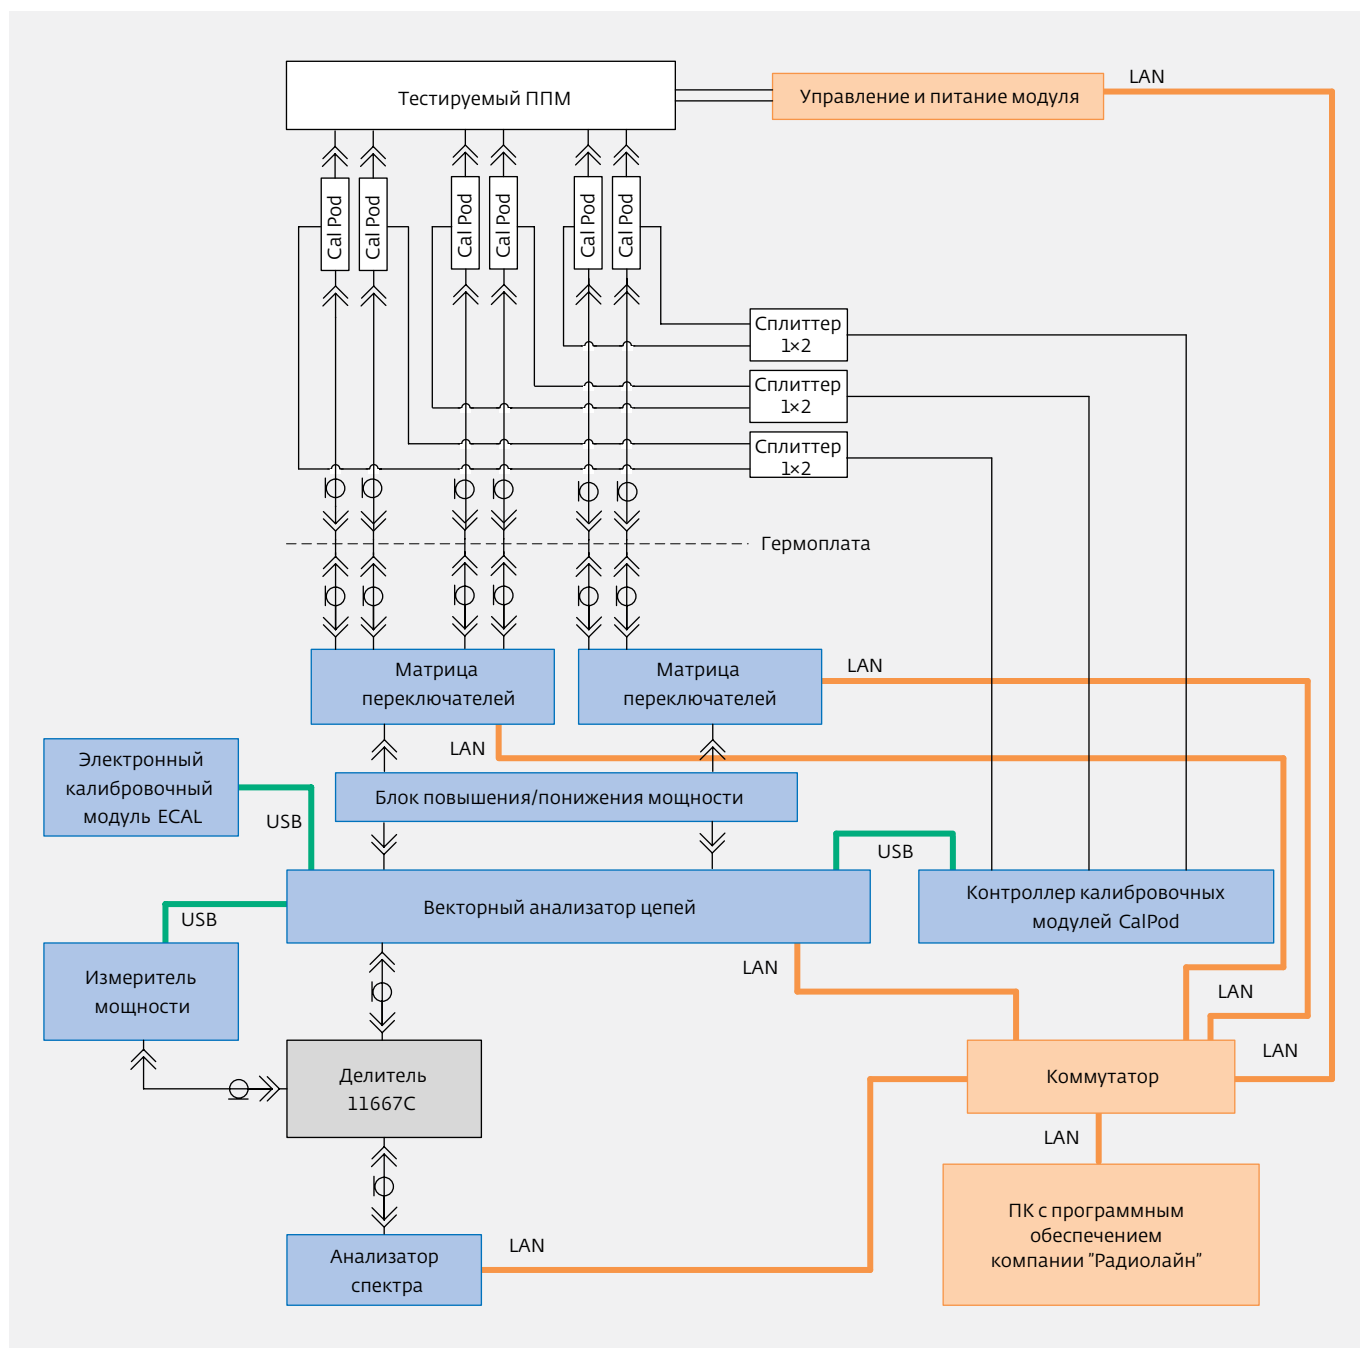 Тестируемый ППМ
Управление и питание модуля
LAN
Cal Pod
Cal Pod
Cal Pod
Cal Pod
Cal Pod
Cal Pod
Сплиттер
1×2
Сплиттер
1×2
Сплиттер
1×2
Гермоплата
Матрица
переключателей
Матрица
переключателей
LAN
LAN
Электронный
калибровочный
модуль ECAL
USB
Блок повышения/понижения мощности
USB
Векторный анализатор цепей
Контроллер калибровочных
модулей CalPod
USB
Измеритель
мощности
LAN
LAN
LAN
Делитель
11667C
Коммутатор
LAN
ПК с программным
обеспечением
компании "Радиолайн"
LAN
Анализатор
спектра